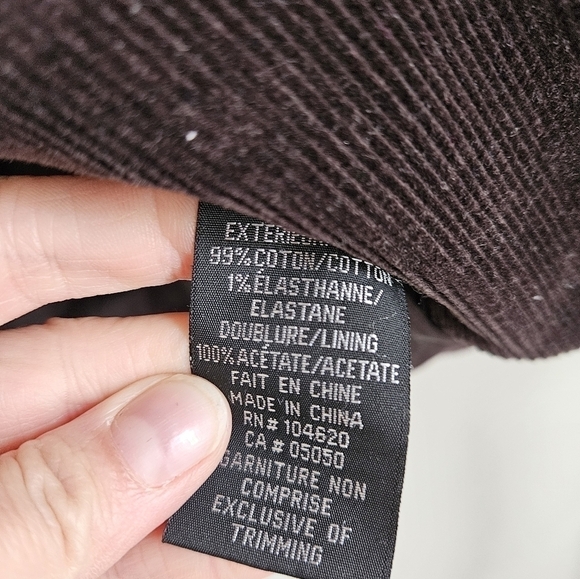 99% COTON/COTTON
1% ÉLASTHANNE/
ELASTANE
DOUBLURE/LINING
100% ACÉTATE/ACETATE
FAIT EN CHINE
MADE IN CHINA
RN# 104620
CA# 05050
GARNITURE NON
COMPRISE
EXCLUSIVE OF
TRIMMING